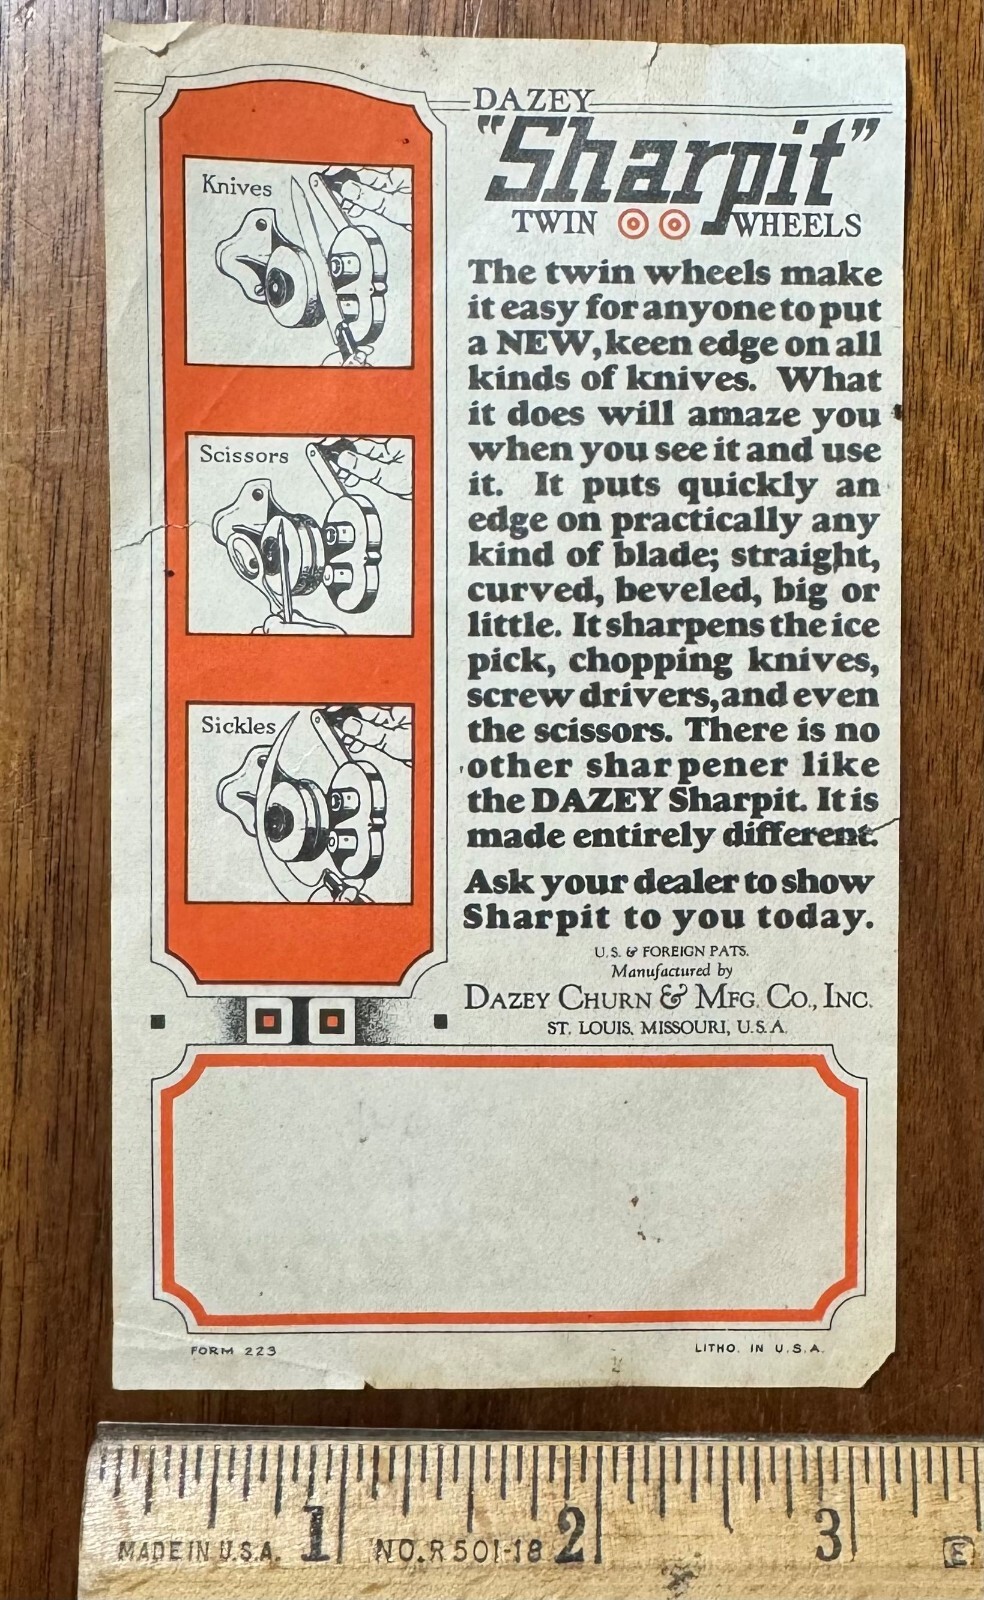 DAZEY
"Sharpit"
TWIN WHEELS
Knives
Scissors
Sickles
The twin wheels make
it easy for anyone to put
a NEW, keen edge on all
kinds of knives. What
it does will amaze you
when you see it and use
it. It puts quickly an
edge on practically any
kind of blade; straight,
curved, beveled, big or
little. It sharpens the ice
pick, chopping knives,
screw drivers, and even
the scissors. There is no
other sharpener like
the DAZEY Sharpit. It is
made entirely different.
Ask your dealer to show
Sharpit to you today.
U.S. & FOREIGN PATS.
Manufactured by
DAZEY CHURN & MFG. CO., INC.
ST. LOUIS, MISSOURI, U.S.A.
FORM 223
LITHO. IN U.S.A.
1 2 3
MADE IN U.S.A. NO. R501-18